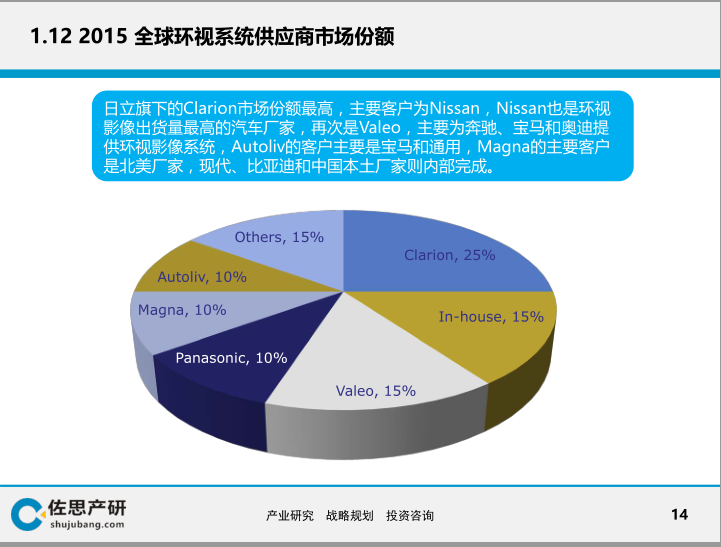 1.12 2015 全球环视系统供应商市场份额
日立旗下的Clarion市场份额最高，主要客户为Nissan，Nissan也是环视
影像出货量最高的汽车厂家，再次是Valeo，主要为奔驰、宝马和奥迪提
供环视影像系统，Autoliv的客户主要是宝马和通用，Magna的主要客户
是北美厂家，现代、比亚迪和中国本土厂家则内部完成。
Others, 15%
Clarion, 25%
Autoliv, 10%
Magna, 10%
In-house, 15%
Panasonic, 10%
Valeo, 15%
佐思产研
shujubang.com
产业研究 战略规划 投资咨询
14